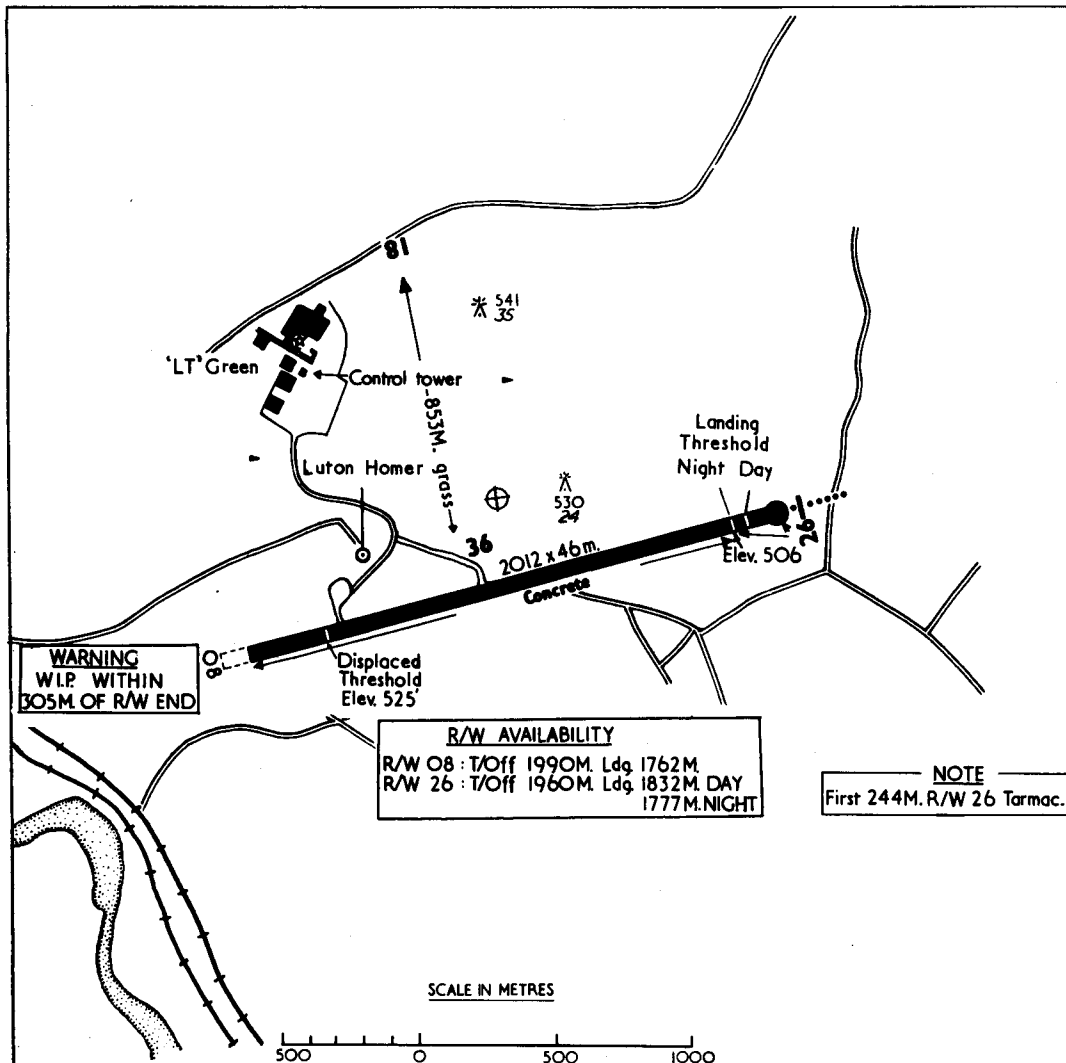 18
541
35
'LT' Green
Control tower
853M. grass
Landing
Threshold
Night Day
Luton Homer
530
24
36
2012 x 46m.
Concrete
26
Elev. 506'
08
WARNING
W.I.P. WITHIN
305M. OF R/W END
Displaced
Threshold
Elev. 525'
R/W AVAILABILITY
R/W 08 : T/Off 1990M. Ldg. 1762M.
R/W 26 : T/Off 1960M. Ldg. 1832M. DAY
1777M. NIGHT
NOTE
First 244M. R/W 26 Tarmac.
SCALE IN METRES
500 0 500 1000